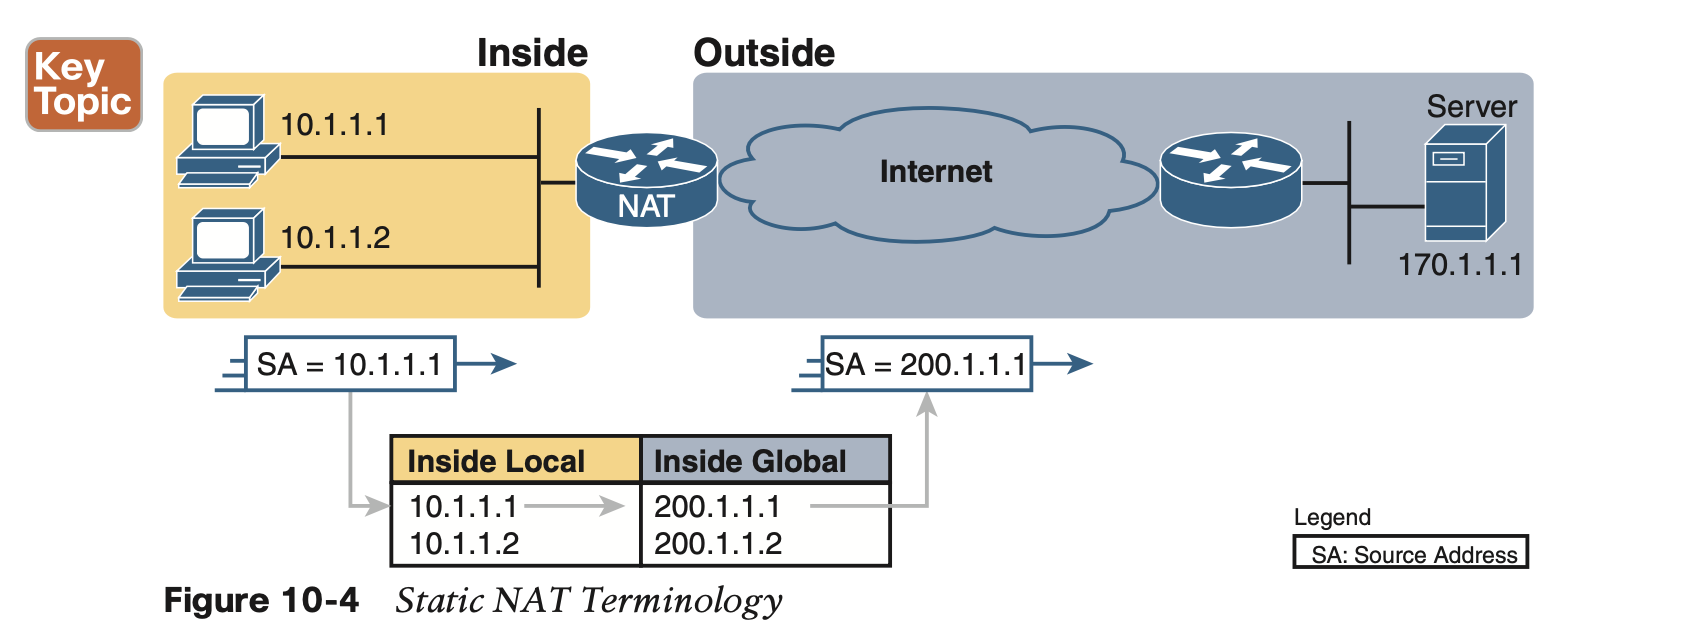 Key
Topic
Inside
Outside
10.1.1.1
10.1.1.2
NAT
Internet
Server
170.1.1.1
SA = 10.1.1.1
SA = 200.1.1.1
Inside Local
Inside Global
10.1.1.1
200.1.1.1
10.1.1.2
200.1.1.2
Legend
SA: Source Address
Figure 10-4 Static NAT Terminology